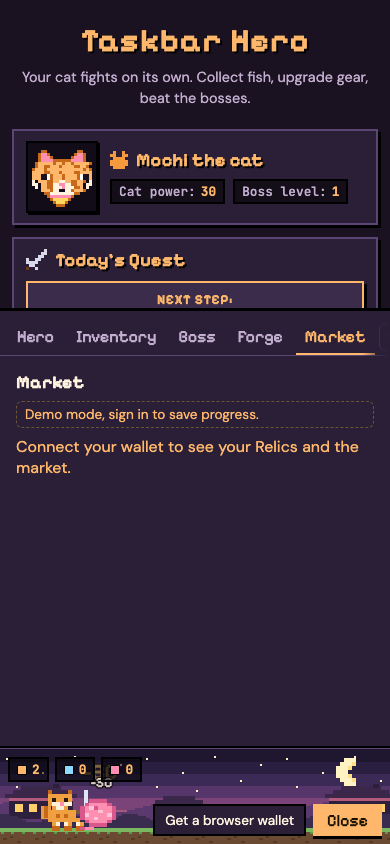 Taskbar Hero
Your cat fights on its own. Collect fish, upgrade gear,
beat the bosses.
Mochi the cat
Cat power: 30
Boss level: 1
Today's Quest
NEXT STEP:
Hero
Inventory
Boss
Forge
Market
Market
Demo mode, sign in to save progress.
Connect your wallet to see your Relics and the
market.
2
0
0
Get a browser wallet
Close